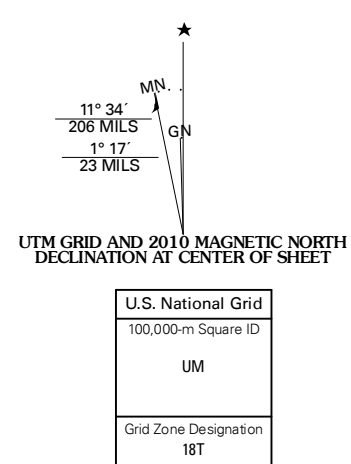 ★
MN
11° 34´
206 MILS
GN
1° 17´
23 MILS
UTM GRID AND 2010 MAGNETIC NORTH
DECLINATION AT CENTER OF SHEET
U.S. National Grid
100,000-m Square ID
UM
Grid Zone Designation
18T